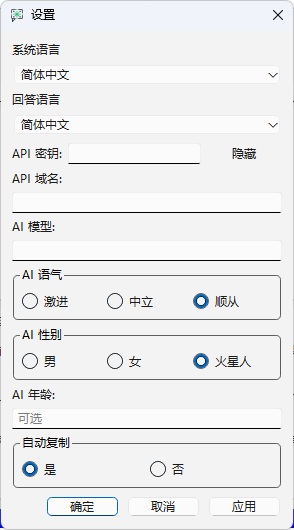 设置
系统语言
简体中文
回答语言
简体中文
API 密钥: 隐藏
API 域名:
AI 模型:
AI 语气
激进 中立 顺从
AI 性别
男 女 火星人
AI 年龄:
可选
自动复制
是 否
确定 取消 应用